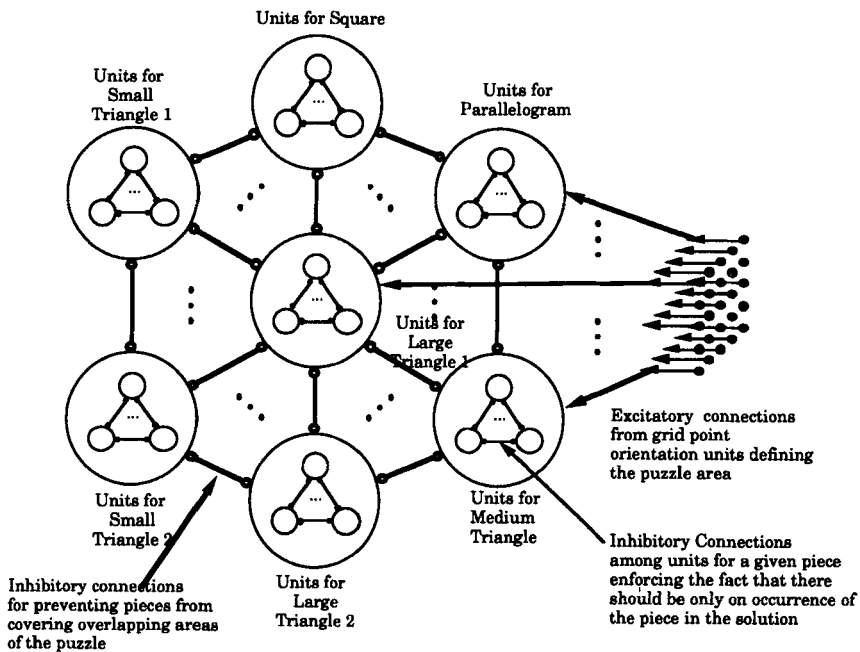 Units for Square
Units for
Small
Triangle 1
Units for
Parallelogram
Units for
Large
Triangle 1
Excitatory connections
from grid point
orientation units defining
the puzzle area
Units for
Small
Triangle 2
Units for
Medium
Triangle
Units for
Large
Triangle 2
Inhibitory connections
for preventing pieces from
covering overlapping areas
of the puzzle
Inhibitory Connections
among units for a given piece
enforcing the fact that there
should be only on occurrence of
the piece in the solution